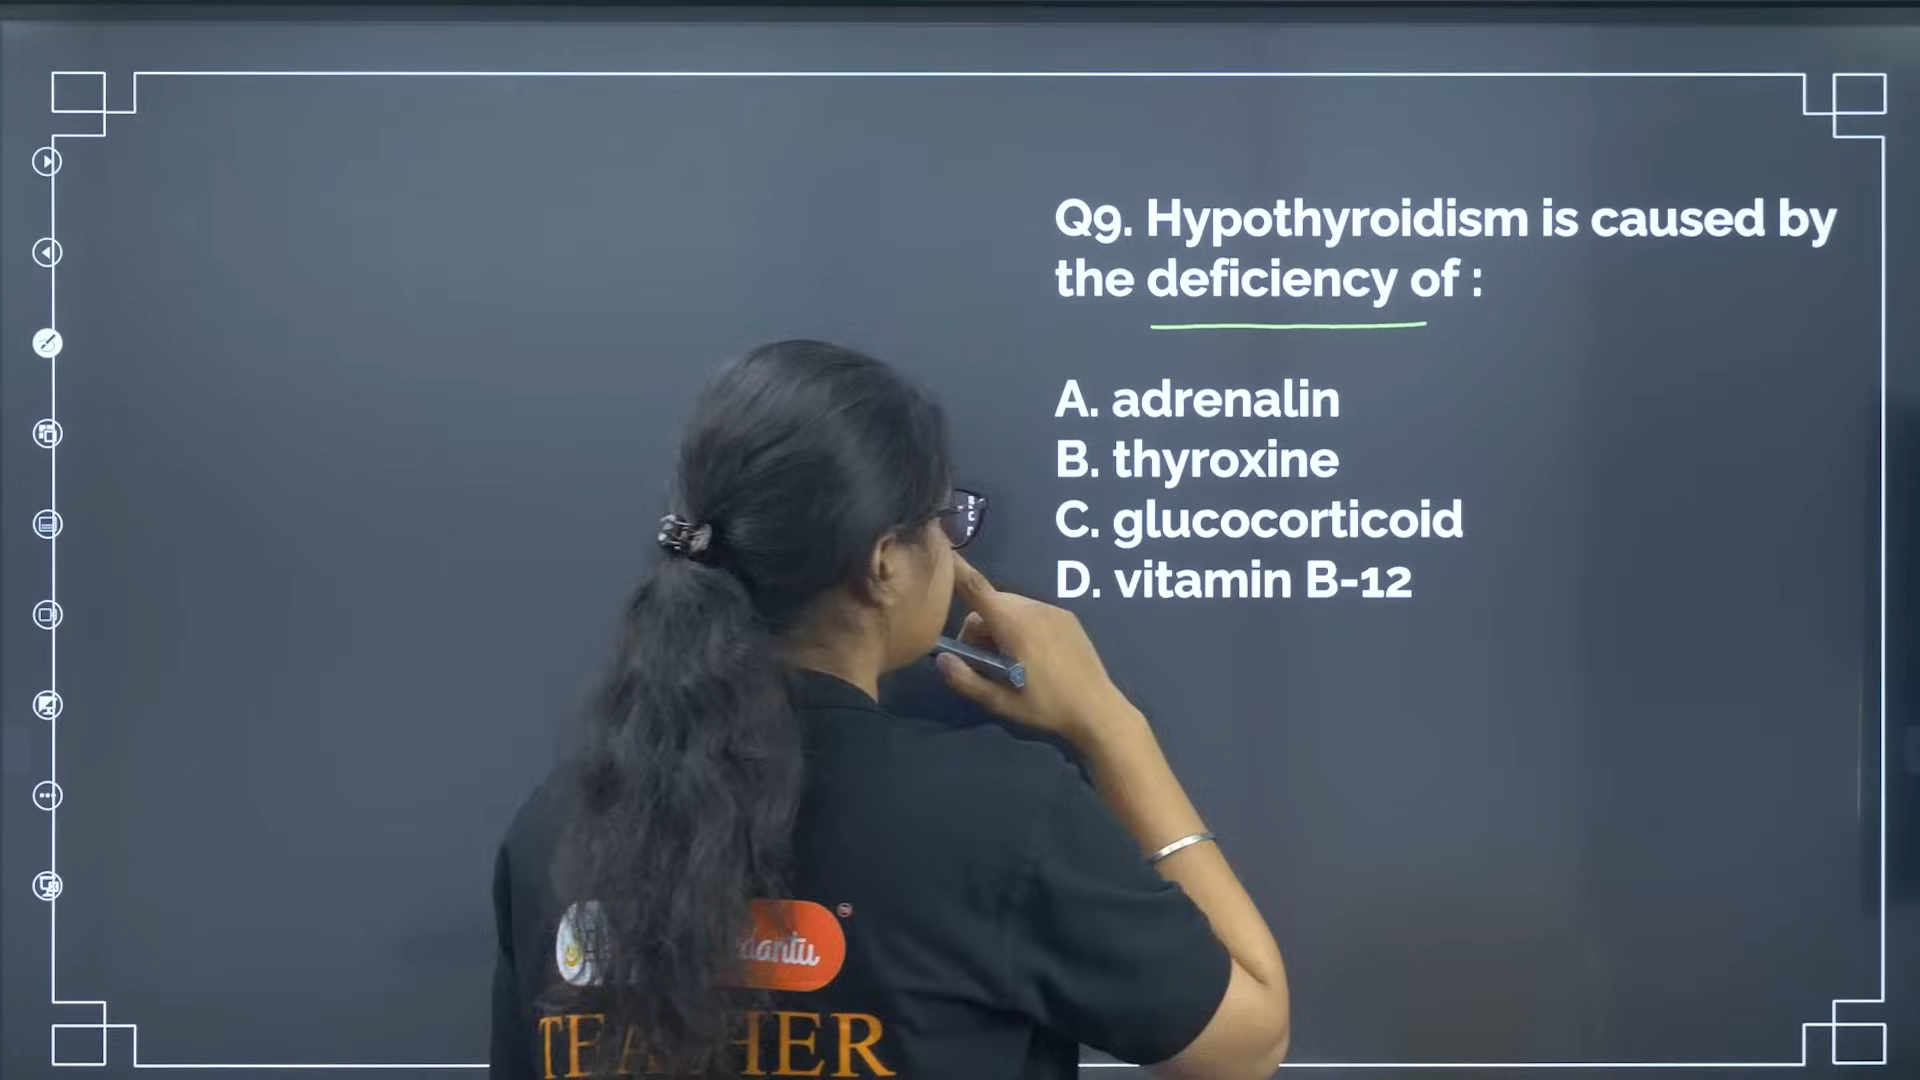 Q9. Hypothyroidism is caused by
the deficiency of :
A. adrenalin
B. thyroxine
C. glucocorticoid
D. vitamin B-12